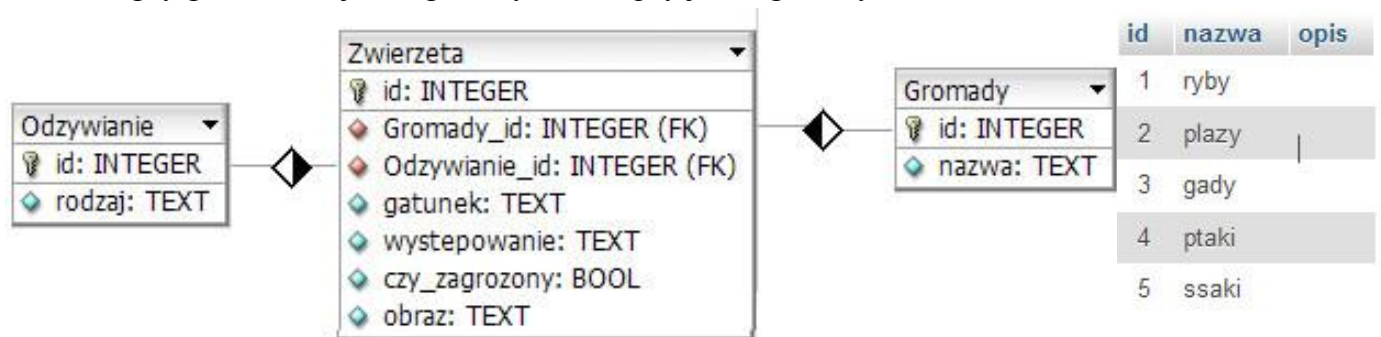 Odzywianie
id: INTEGER
rodzaj: TEXT
Zwierzeta
id: INTEGER
Gromady_id: INTEGER (FK)
Odzywianie_id: INTEGER (FK)
gatunek: TEXT
wystepowanie: TEXT
czy_zagrozony: BOOL
obraz: TEXT
Gromady
id: INTEGER
nazwa: TEXT
id nazwa opis
1 ryby
2 plazy
3 gady
4 ptaki
5 ssaki